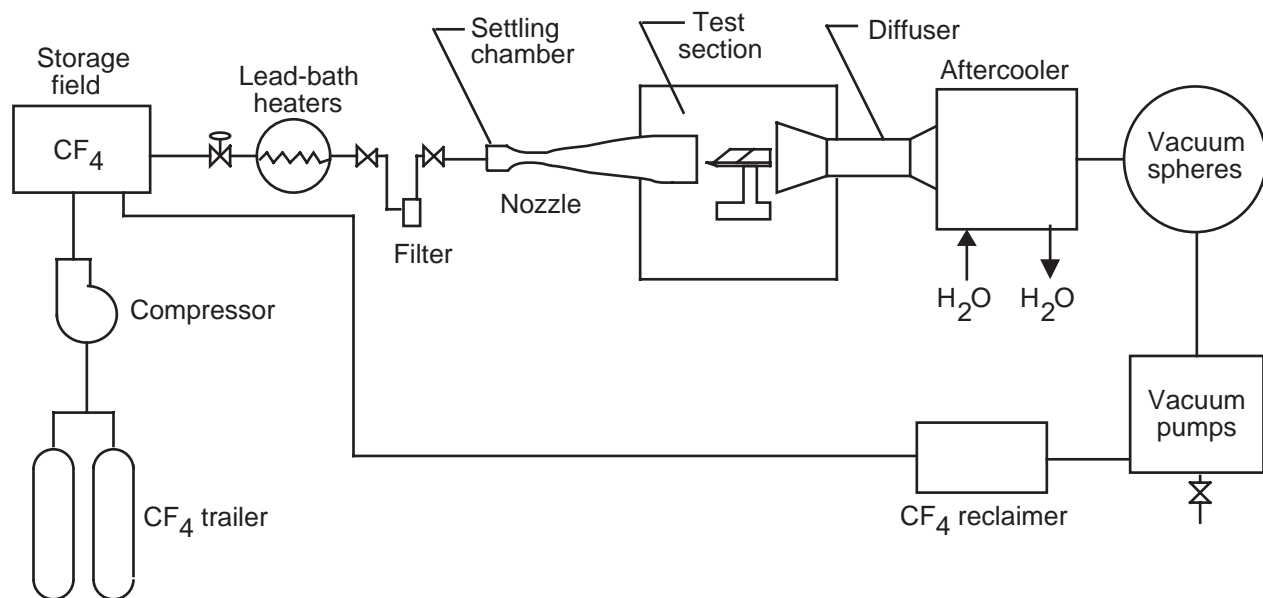 Settling
chamber
Test
section
Diffuser
Storage
field
Lead-bath
heaters
Aftercooler
CF4
Vacuum
spheres
Nozzle
Filter
H2O
H2O
Compressor
Vacuum
pumps
CF4 trailer
CF4 reclaimer